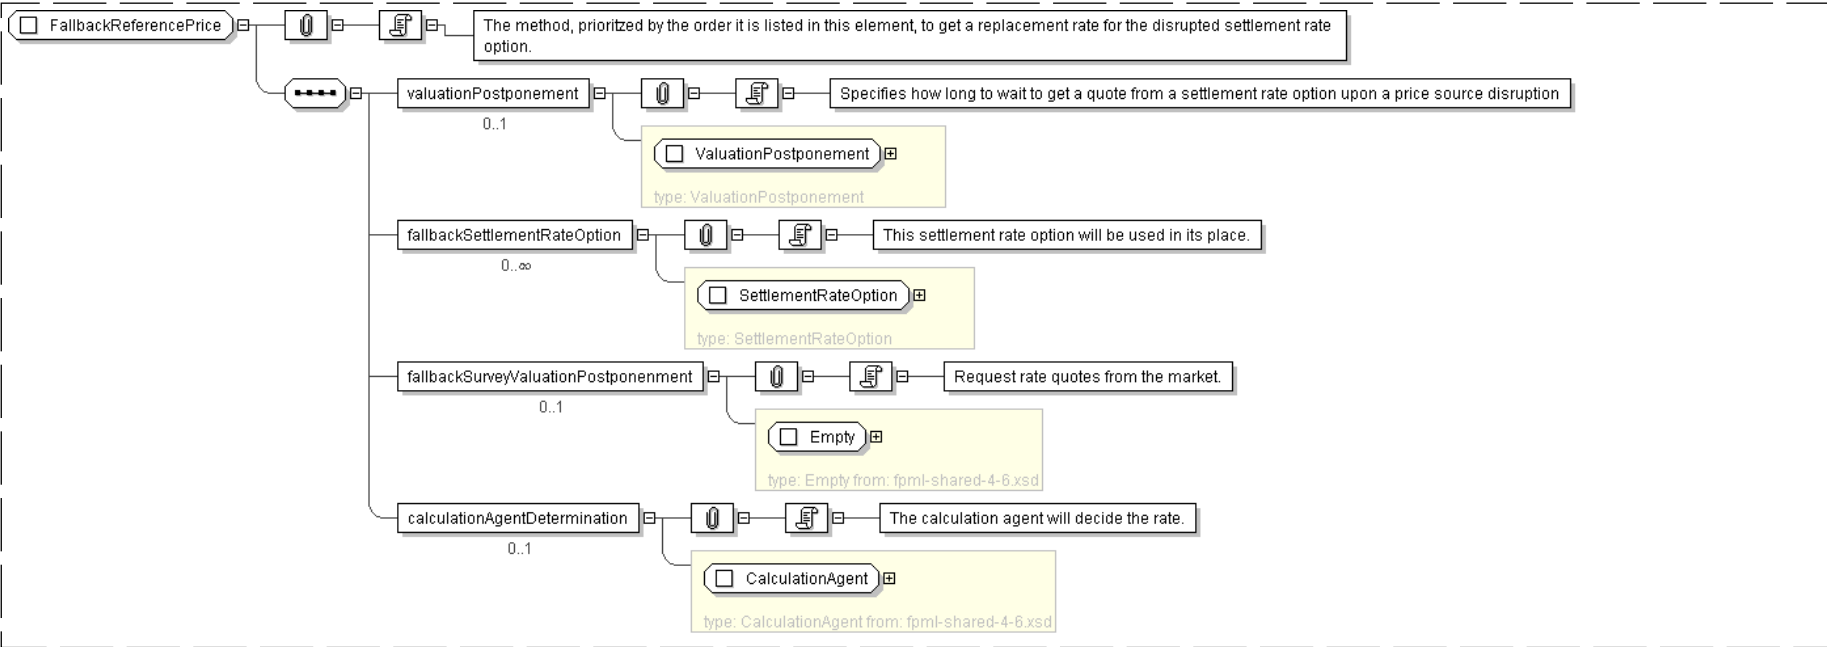 FallbackReferencePrice
The method, prioritzed by the order it is listed in this element, to get a replacement rate for the disrupted settlement rate
option.
valuationPostponement
Specifies how long to wait to get a quote from a settlement rate option upon a price source disruption
0..1
ValuationPostponement
type: ValuationPostponement
fallbackSettlementRateOption
This settlement rate option will be used in its place.
0..∞
SettlementRateOption
type: SettlementRateOption
fallbackSurveyValuationPostponenment
Request rate quotes from the market.
0..1
Empty
type: Empty from: fpml-shared-4-6.xsd
calculationAgentDetermination
The calculation agent will decide the rate.
0..1
CalculationAgent
type: CalculationAgent from: fpml-shared-4-6.xsd